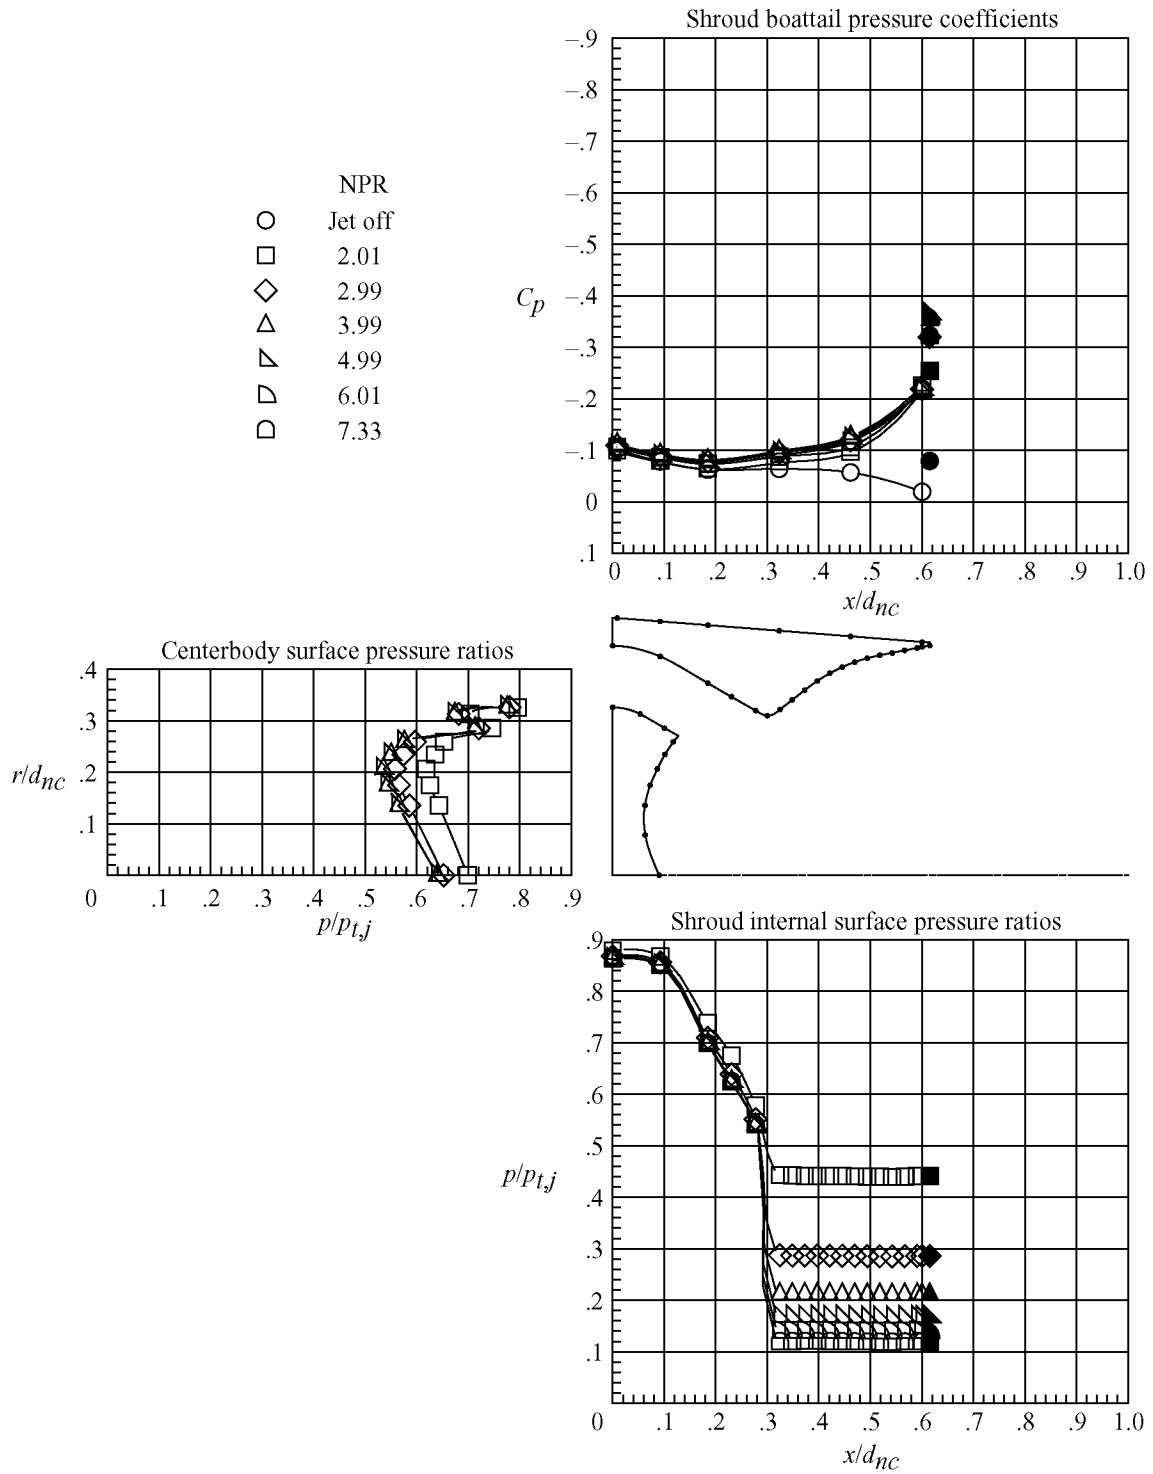 Shroud boattail pressure coefficients
–.9
–.8
–.7
–.6
–.5
–.4
–.3
–.2
–.1
0
.1
C_p
0 .1 .2 .3 .4 .5 .6 .7 .8 .9 1.0
x/d_nc
NPR
Jet off
2.01
2.99
3.99
4.99
6.01
7.33
Centerbody surface pressure ratios
.4
.3
.2
.1
r/d_nc
0 .1 .2 .3 .4 .5 .6 .7 .8 .9
p/p_t,j
Shroud internal surface pressure ratios
.9
.8
.7
.6
.5
.4
.3
.2
.1
p/p_t,j
0 .1 .2 .3 .4 .5 .6 .7 .8 .9 1.0
x/d_nc